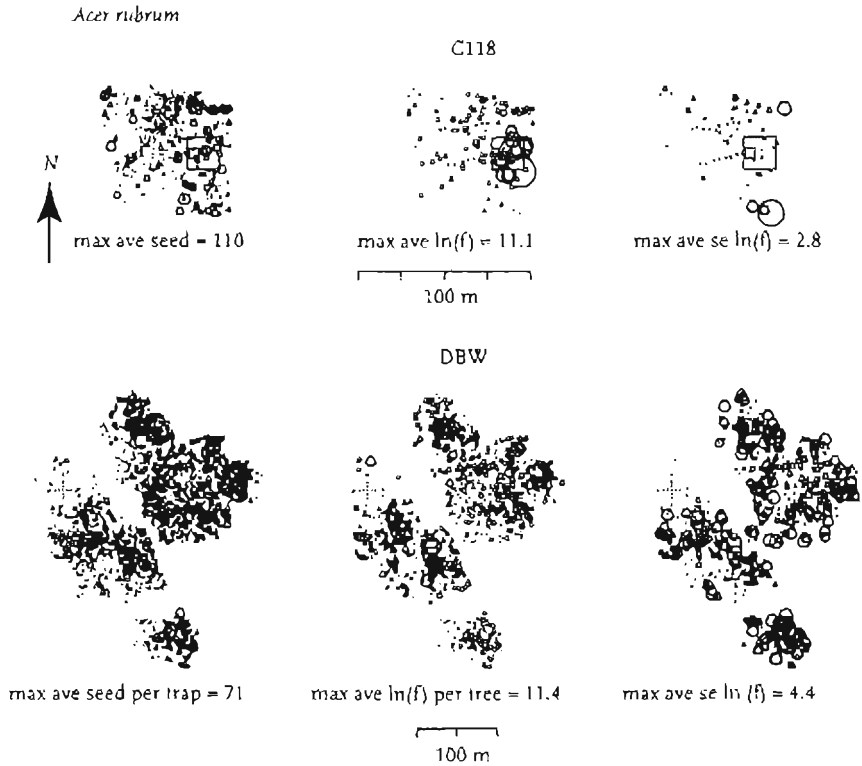 Acer rubrum
C118
N
max ave seed = 110
max ave ln(f) = 11.1
max ave se ln(f) = 2.8
100 m
DBW
max ave seed per trap = 71
max ave ln(f) per tree = 11.4
max ave se ln (f) = 4.4
100 m